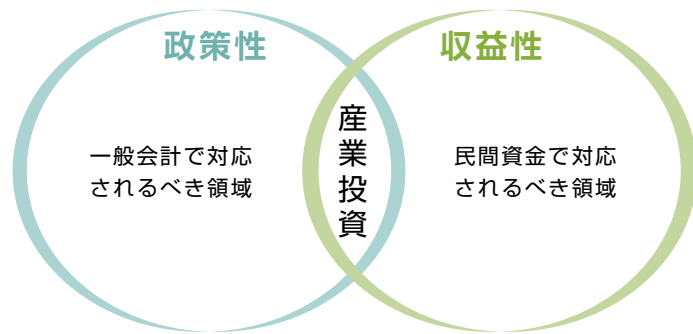 政策性
収益性
一般会計で対応
されるべき領域
産業投資
民間資金で対応
されるべき領域